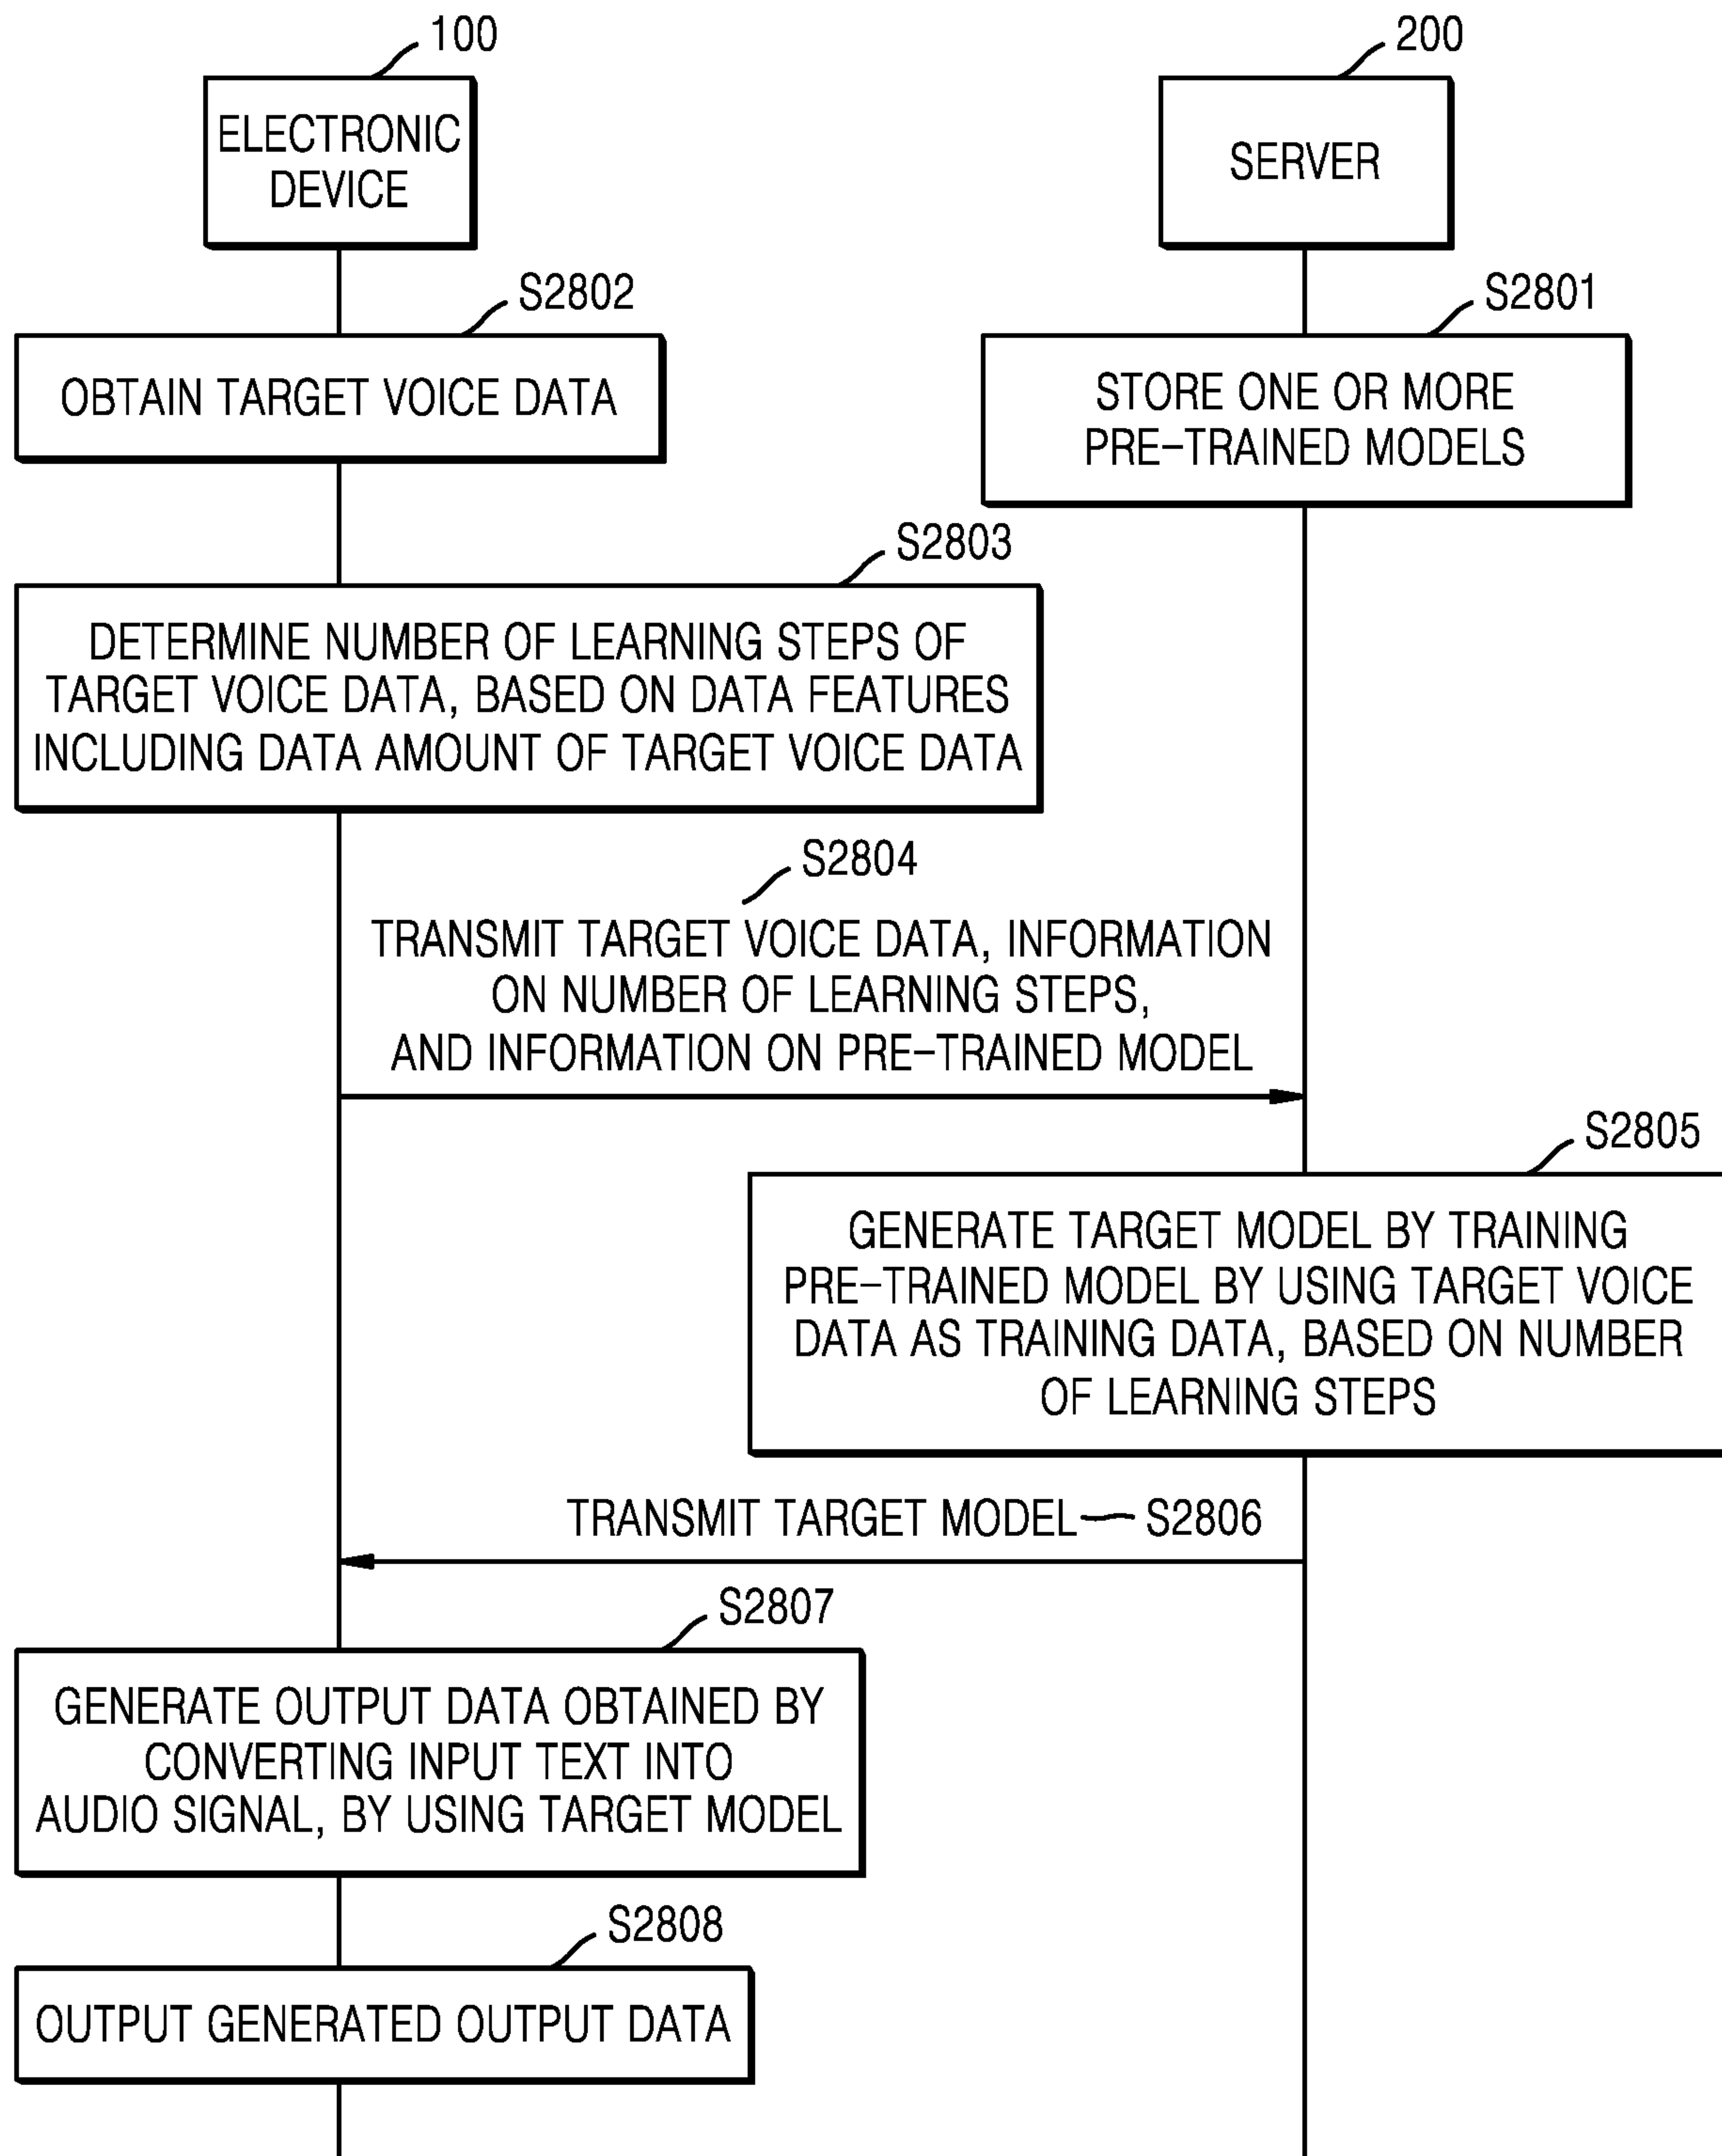 100
200
ELECTRONIC
DEVICE
SERVER
S2802
S2801
OBTAIN TARGET VOICE DATA
STORE ONE OR MORE
PRE-TRAINED MODELS
S2803
DETERMINE NUMBER OF LEARNING STEPS OF
TARGET VOICE DATA, BASED ON DATA FEATURES
INCLUDING DATA AMOUNT OF TARGET VOICE DATA
S2804
TRANSMIT TARGET VOICE DATA, INFORMATION
ON NUMBER OF LEARNING STEPS,
AND INFORMATION ON PRE-TRAINED MODEL
S2805
GENERATE TARGET MODEL BY TRAINING
PRE-TRAINED MODEL BY USING TARGET VOICE
DATA AS TRAINING DATA, BASED ON NUMBER
OF LEARNING STEPS
TRANSMIT TARGET MODEL S2806
S2807
GENERATE OUTPUT DATA OBTAINED BY
CONVERTING INPUT TEXT INTO
AUDIO SIGNAL, BY USING TARGET MODEL
S2808
OUTPUT GENERATED OUTPUT DATA